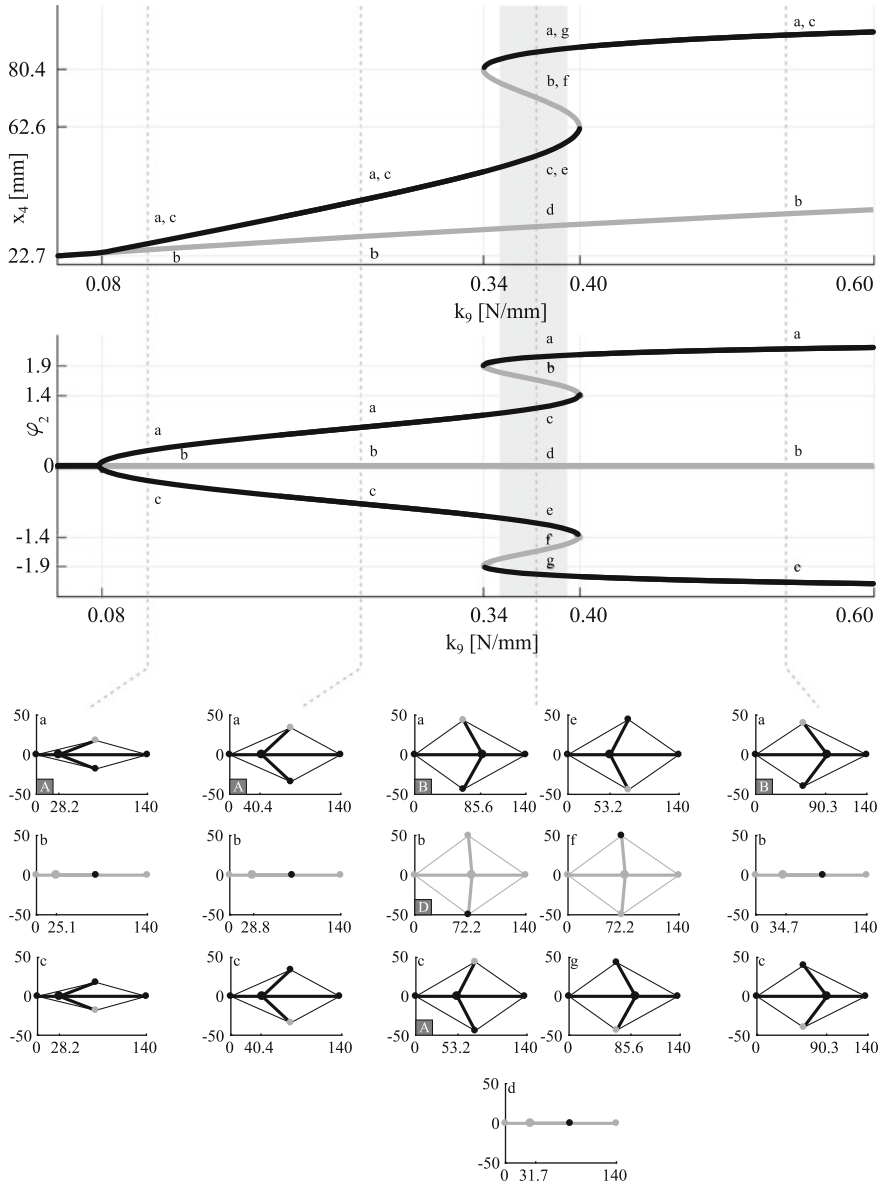 a, g
a, c
80.4
b, f
62.6
x4 [mm]
a, c
c, e
a, c
d
b
22.7
b
b
0.08
0.34
0.40
0.60
k9 [N/mm]
a
a
1.9
b
1.4
a
φ2
a
c
b
b
d
b
0
c
c
e
-1.4
f
g
e
-1.9
0.08
0.34
0.40
0.60
k9 [N/mm]
50 a
0
-50 A
0 28.2 140
50 a
0
-50 A
0 40.4 140
50 a
0
-50 B
0 85.6 140
50 e
0
-50
0 53.2 140
50 a
0
-50 B
0 90.3 140
50 b
0
-50
0 25.1 140
50 b
0
-50
0 28.8 140
50 b
0
-50 D
0 72.2 140
50 f
0
-50
0 72.2 140
50 b
0
-50
0 34.7 140
50 c
0
-50
0 28.2 140
50 c
0
-50
0 40.4 140
50 c
0
-50 A
0 53.2 140
50 g
0
-50
0 85.6 140
50 c
0
-50
0 90.3 140
50 d
0
-50
0 31.7 140